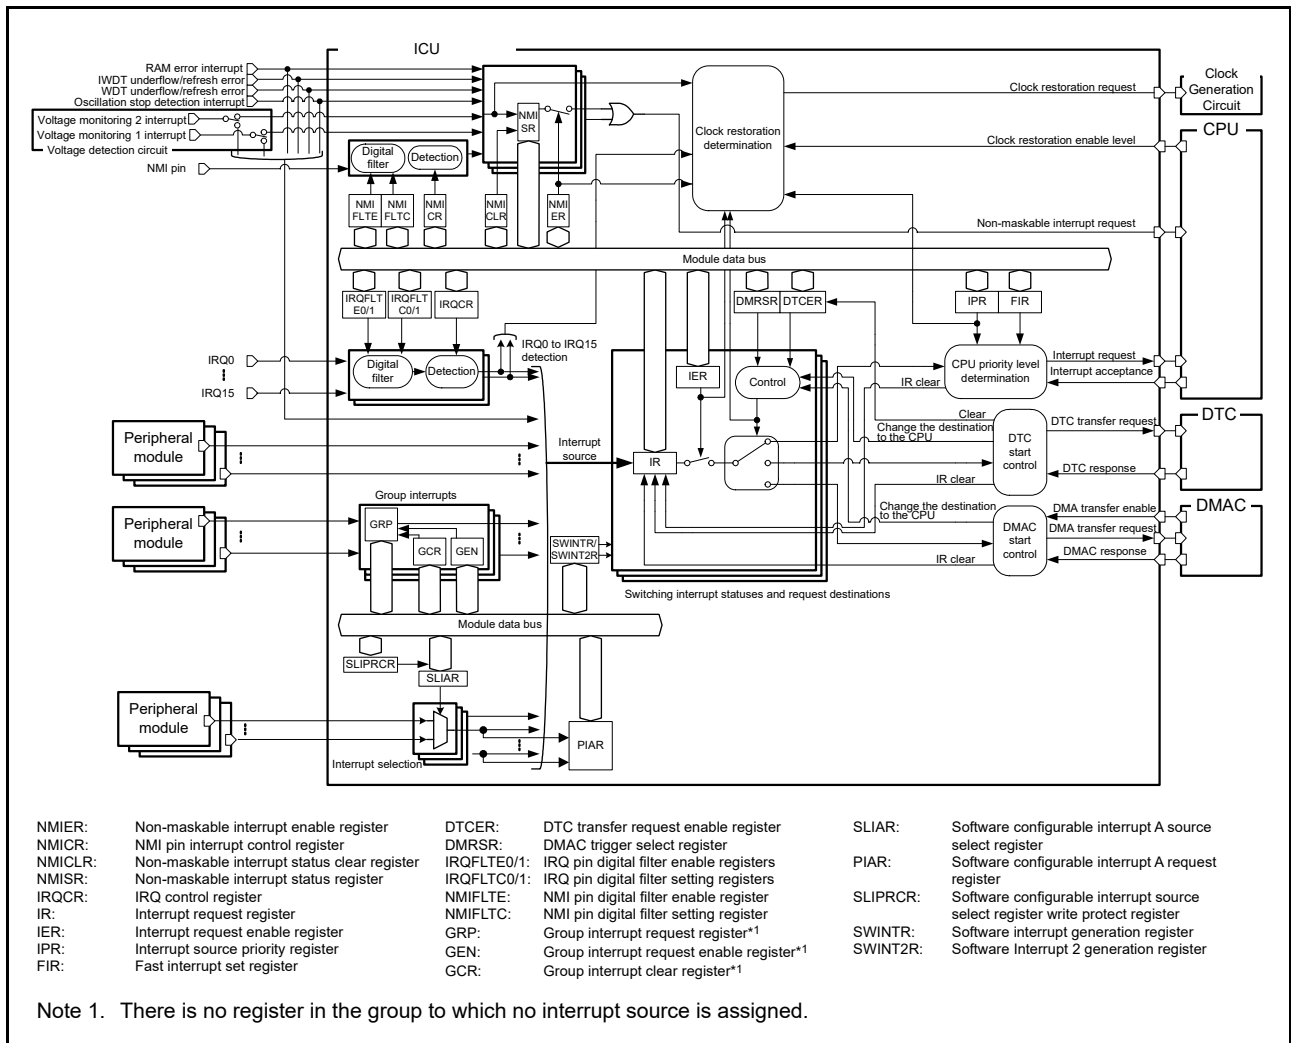 ICU
RAM error interrupt
IWDT underflow/refresh error
WDT underflow/refresh error
Oscillation stop detection interrupt
Voltage monitoring 2 interrupt
Voltage monitoring 1 interrupt
Voltage detection circuit
NMI pin
Digital
filter
Detection
NMI
SR
NMI
FLTE
NMI
FLTC
NMI
CR
NMI
CLR
NMI
ER
Clock restoration
determination
Clock restoration request
Clock restoration enable level
Non-maskable interrupt request
Clock
Generation
Circuit
CPU
Module data bus
IRQFLT
E0/1
IRQFLT
C0/1
IRQCR
DMRSR
DTCER
IPR
FIR
IRQ0
IRQ15
Digital
filter
Detection
IRQ0 to IRQ15
detection
IER
Control
CPU priority level
determination
Interrupt request
Interrupt acceptance
IR clear
Clear
Change the destination
to the CPU
DTC
start
control
DTC transfer request
DTC response
DTC
IR clear
Peripheral
module
Interrupt
source
IR
Group interrupts
Peripheral
module
GRP
GCR
GEN
SWINTR/
SWINT2R
Change the destination
to the CPU
DMAC
start
control
DMA transfer enable
DMA transfer request
DMAC response
DMAC
IR clear
Switching interrupt statuses and request destinations
Module data bus
SLIPRCR
SLIAR
Peripheral
module
Interrupt selection
PIAR
NMIER: Non-maskable interrupt enable register
NMICR: NMI pin interrupt control register
NMICLR: Non-maskable interrupt status clear register
NMISR: Non-maskable interrupt status register
IRQCR: IRQ control register
IR: Interrupt request register
IER: Interrupt request enable register
IPR: Interrupt source priority register
FIR: Fast interrupt set register
DTCER: DTC transfer request enable register
DMRSR: DMAC trigger select register
IRQFLTE0/1: IRQ pin digital filter enable registers
IRQFLTC0/1: IRQ pin digital filter setting registers
NMIFLTE: NMI pin digital filter enable register
NMIFLTC: NMI pin digital filter setting register
GRP: Group interrupt request register*1
GEN: Group interrupt request enable register*1
GCR: Group interrupt clear register*1
SLIAR: Software configurable interrupt A source
select register
PIAR: Software configurable interrupt A request
register
SLIPRCR: Software configurable interrupt source
select register write protect register
SWINTR: Software interrupt generation register
SWINT2R: Software Interrupt 2 generation register
Note 1. There is no register in the group to which no interrupt source is assigned.